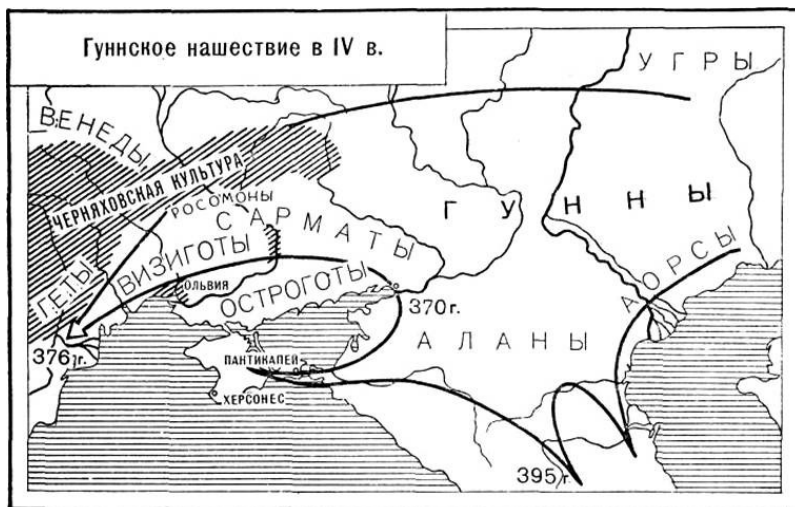 Гуннское нашествие в IV в.
УГРЫ
ВЕНЕДЫ
ЧЕРНЯХОВСКАЯ КУЛЬТУРА
РОСОМОНЫ
САРМАТЫ
ГУННЫ
ГЕТЫ
ВИЗИГОТЫ
АОРСЫ
ОЛЬВИЯ
ОСТРОГОТЫ
370г.
АЛАНЫ
376 г.
ПАНТИКАПЕЙ
ХЕРСОНЕС
395 г.